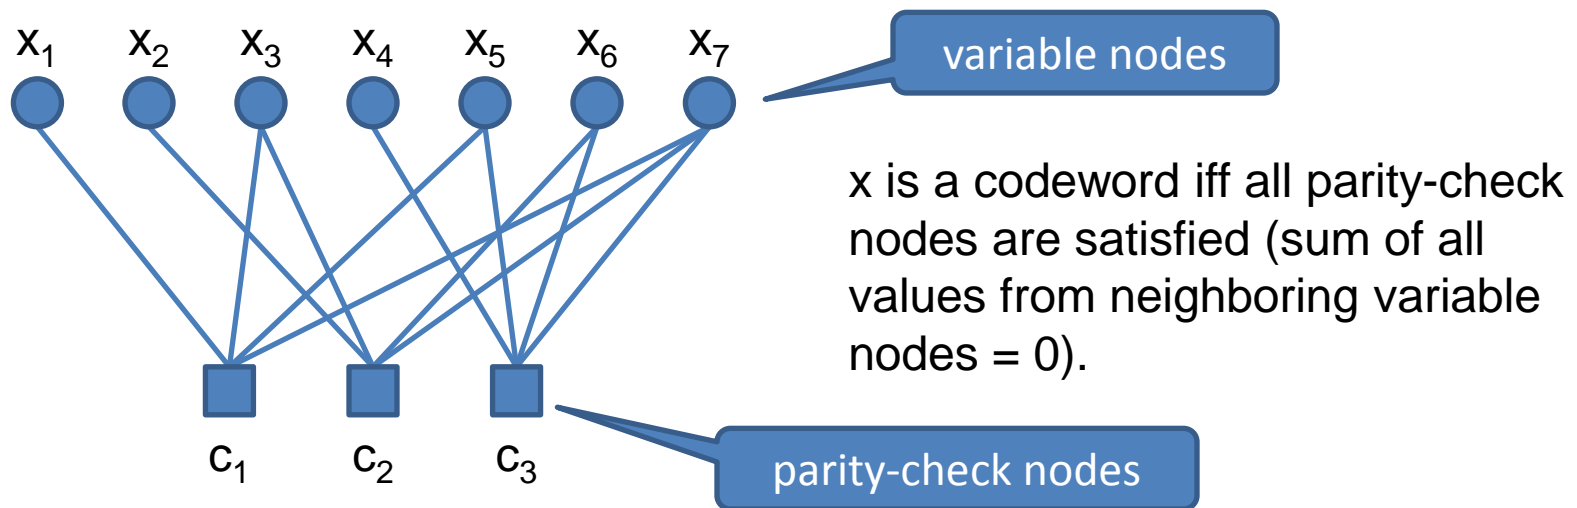 x₁ x₂ x₃ x₄ x₅ x₆ x₇
variable nodes
x is a codeword iff all parity-check
nodes are satisfied (sum of all
values from neighboring variable
nodes = 0).
c₁ c₂ c₃
parity-check nodes